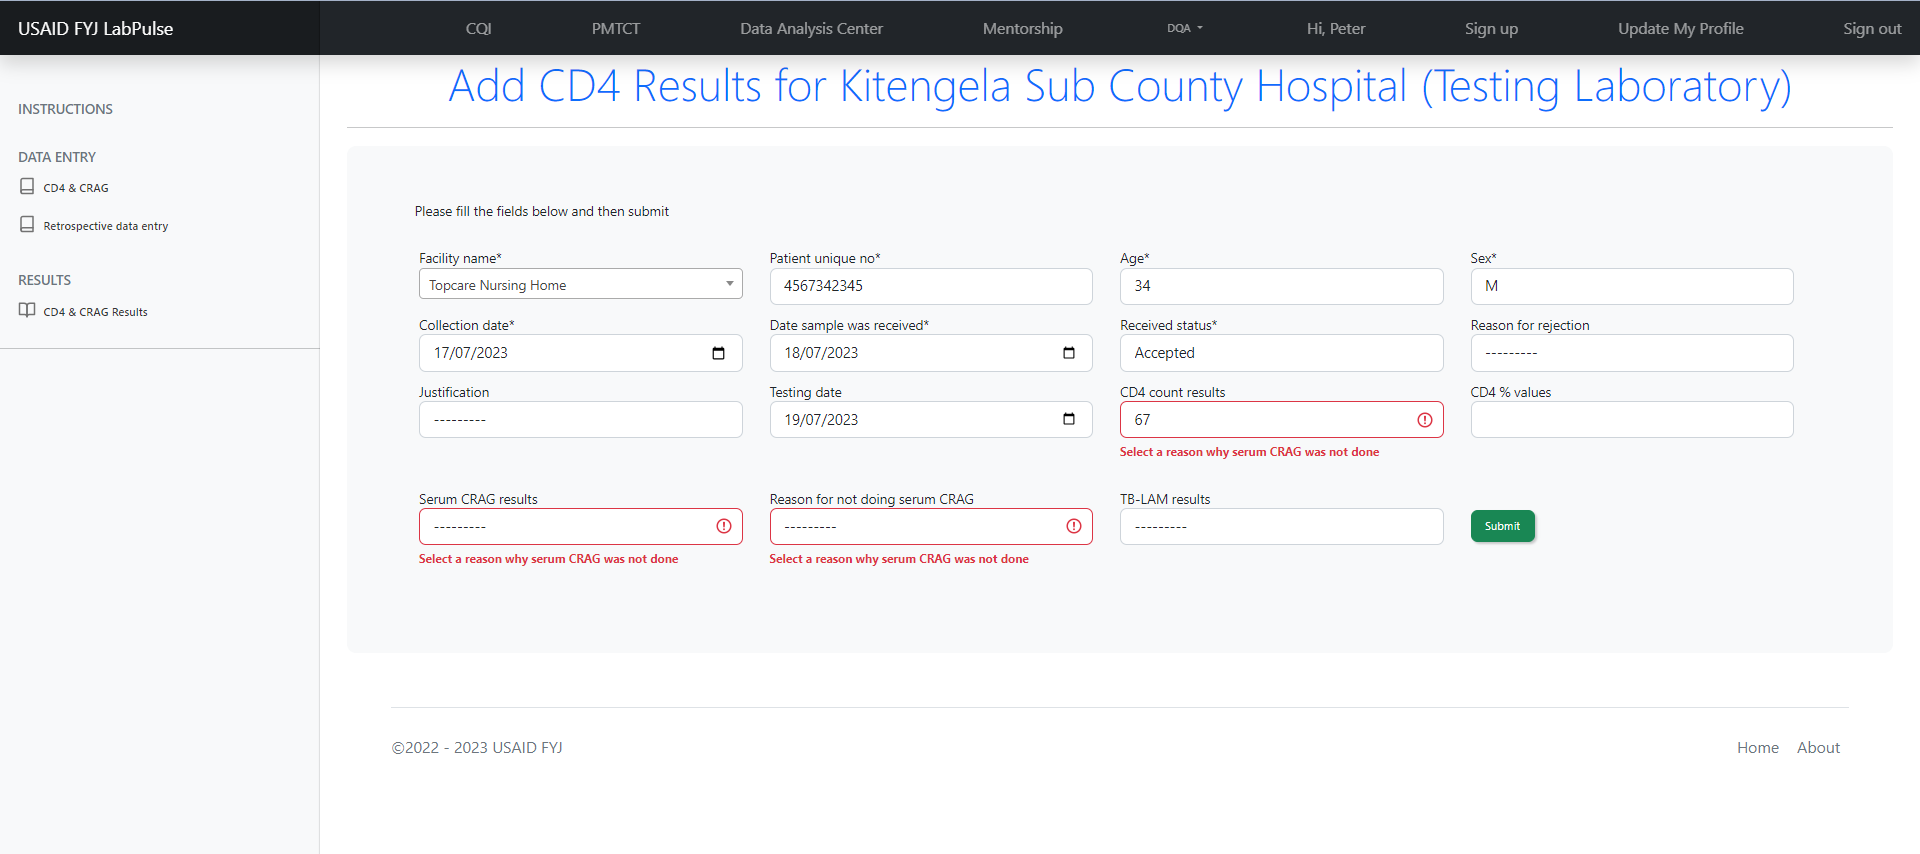 USAID FYJ LabPulse
CQI PMTCT Data Analysis Center Mentorship DQA Hi, Peter Sign up Update My Profile Sign out
INSTRUCTIONS
DATA ENTRY
CD4 & CRAG
Retrospective data entry
RESULTS
CD4 & CRAG Results
Add CD4 Results for Kitengela Sub County Hospital (Testing Laboratory)
Please fill the fields below and then submit
Facility name* Patient unique no* Age* Sex*
Topcare Nursing Home 4567342345 34 M
Collection date* Date sample was received* Received status* Reason for rejection
17/07/2023 18/07/2023 Accepted ---------
Justification Testing date CD4 count results CD4 % values
--------- 19/07/2023 67
Select a reason why serum CRAG was not done
Serum CRAG results Reason for not doing serum CRAG TB-LAM results
--------- --------- --------- Submit
Select a reason why serum CRAG was not done Select a reason why serum CRAG was not done
©2022 - 2023 USAID FYJ Home About